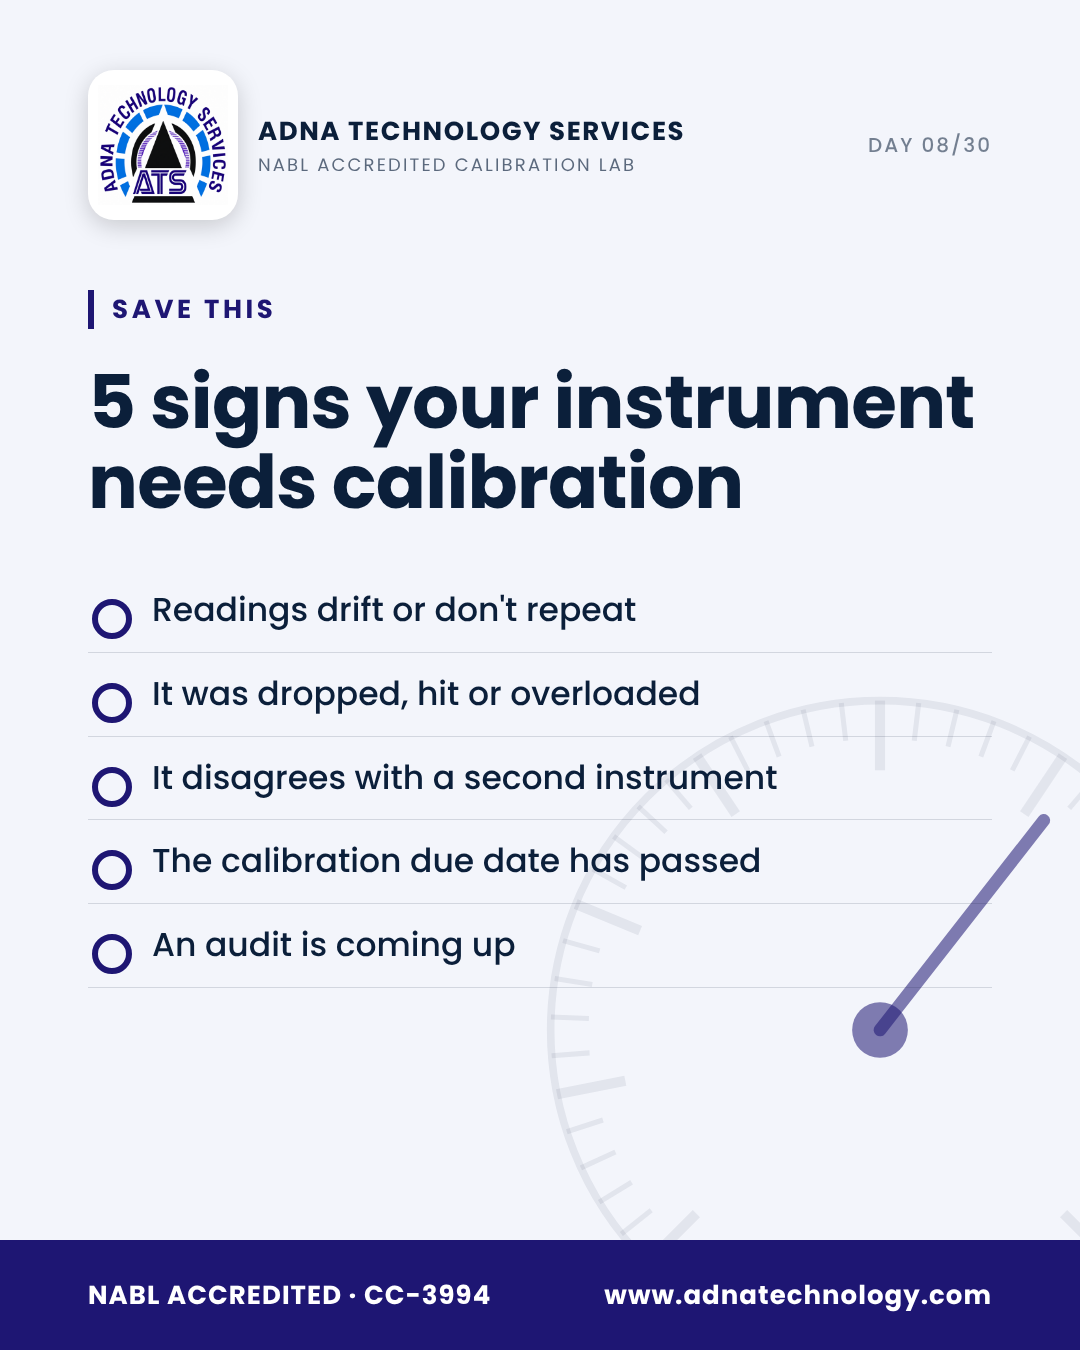 ADNA TECHNOLOGY SERVICES
ATS
ADNA TECHNOLOGY SERVICES
NABL ACCREDITED CALIBRATION LAB
DAY 08/30
SAVE THIS
5 signs your instrument
needs calibration
Readings drift or don't repeat
It was dropped, hit or overloaded
It disagrees with a second instrument
The calibration due date has passed
An audit is coming up
NABL ACCREDITED · CC-3994
www.adnatechnology.com